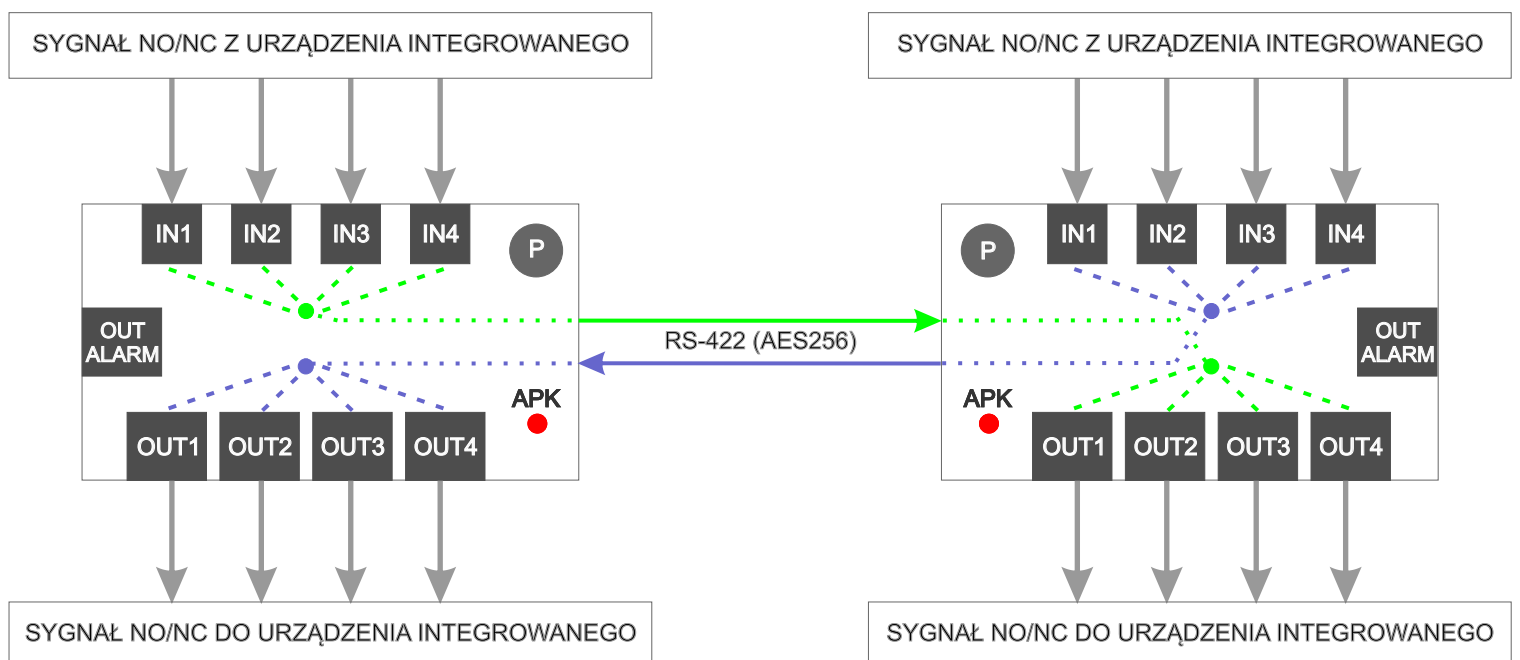 SYGNAŁ NO/NC Z URZĄDZENIA INTEGROWANEGO
SYGNAŁ NO/NC Z URZĄDZENIA INTEGROWANEGO
IN1 IN2 IN3 IN4
P
P
IN1 IN2 IN3 IN4
OUT
ALARM
RS-422 (AES256)
OUT
ALARM
APK
APK
OUT1 OUT2 OUT3 OUT4
OUT1 OUT2 OUT3 OUT4
SYGNAŁ NO/NC DO URZĄDZENIA INTEGROWANEGO
SYGNAŁ NO/NC DO URZĄDZENIA INTEGROWANEGO